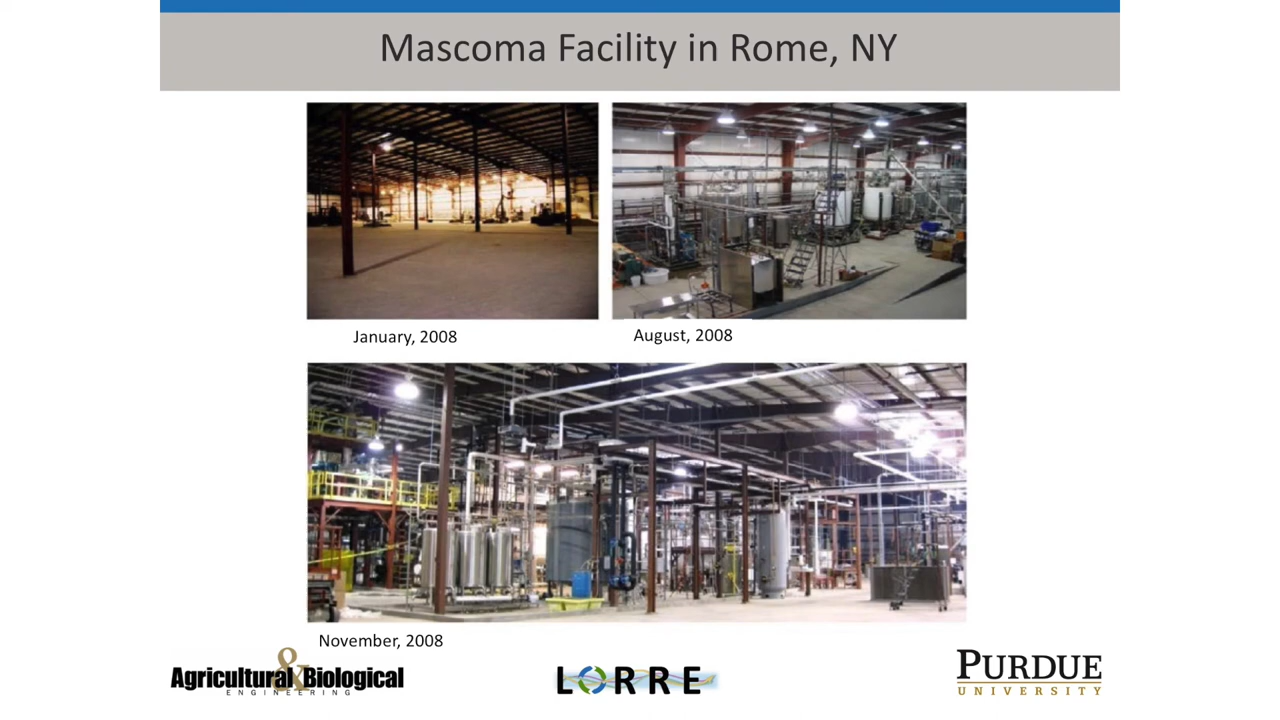 Mascoma Facility in Rome, NY
January, 2008
August, 2008
November, 2008
Agricultural & Biological
ENGINEERING
LORRE
PURDUE
UNIVERSITY